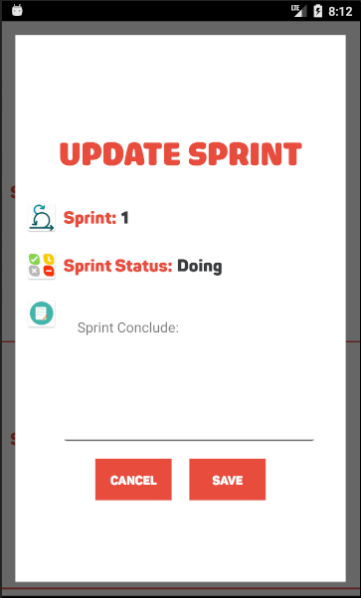 LTE 8:12
UPDATE SPRINT
Sprint: 1
Sprint Status: Doing
Sprint Conclude:
CANCEL SAVE